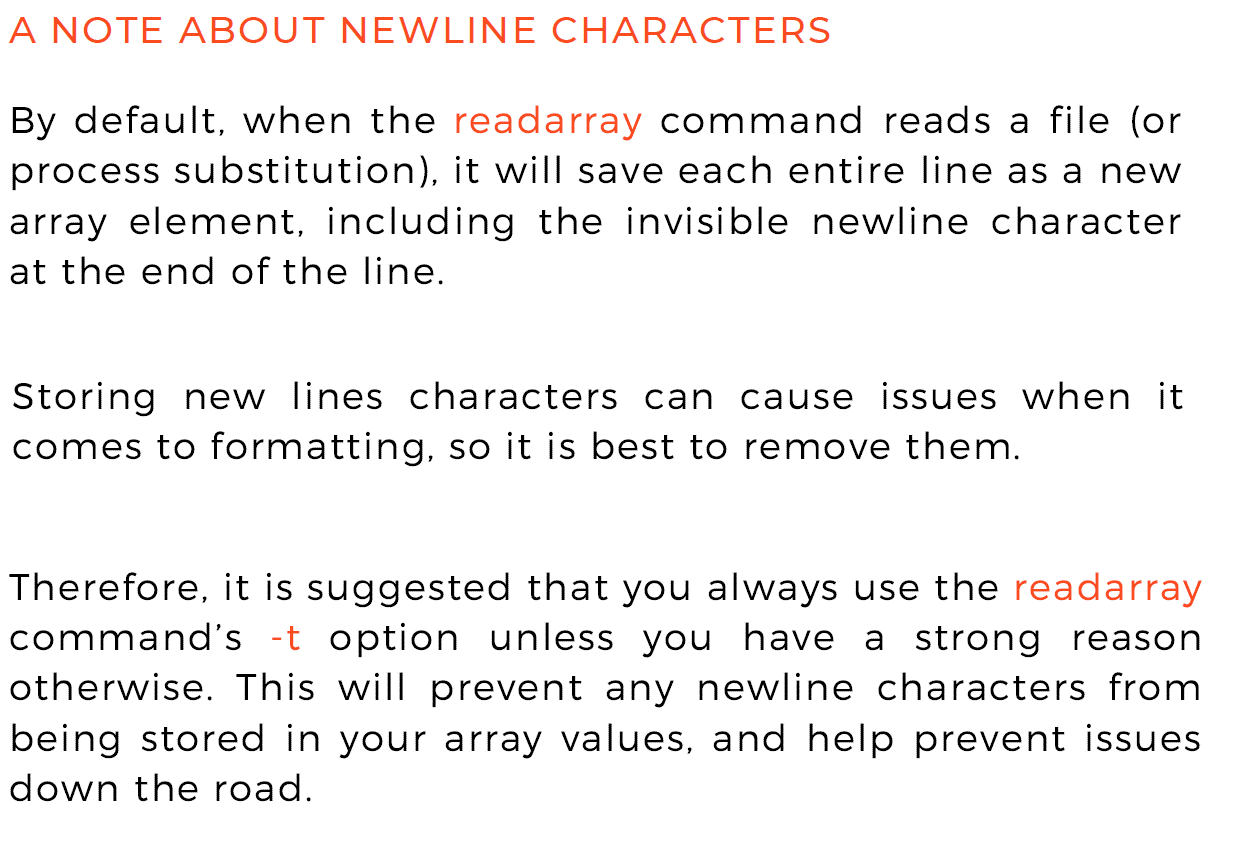 A NOTE ABOUT NEWLINE CHARACTERS
By default, when the readarray command reads a file (or
process substitution), it will save each entire line as a new
array element, including the invisible newline character
at the end of the line.
Storing new lines characters can cause issues when it
comes to formatting, so it is best to remove them.
Therefore, it is suggested that you always use the readarray
command’s -t option unless you have a strong reason
otherwise. This will prevent any newline characters from
being stored in your array values, and help prevent issues
down the road.